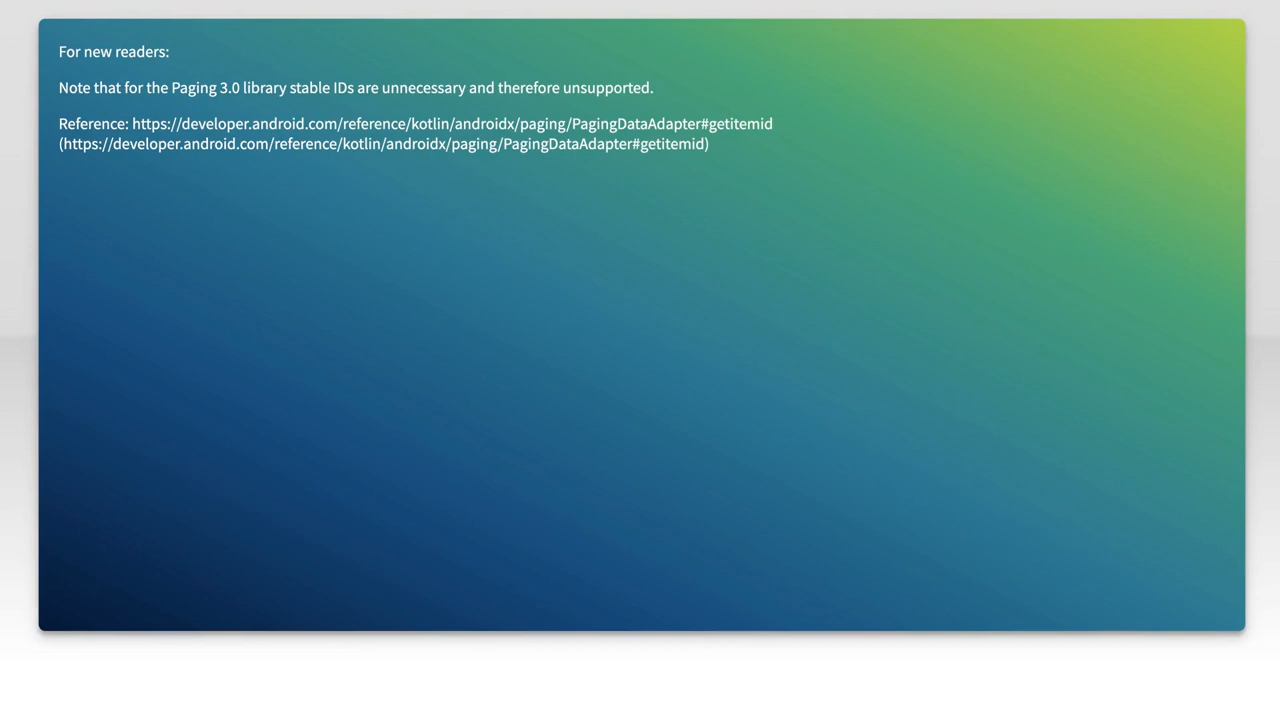 For new readers:
Note that for the Paging 3.0 library stable IDs are unnecessary and therefore unsupported.
Reference: https://developer.android.com/reference/kotlin/androidx/paging/PagingDataAdapter#getitemid
(https://developer.android.com/reference/kotlin/androidx/paging/PagingDataAdapter#getitemid)